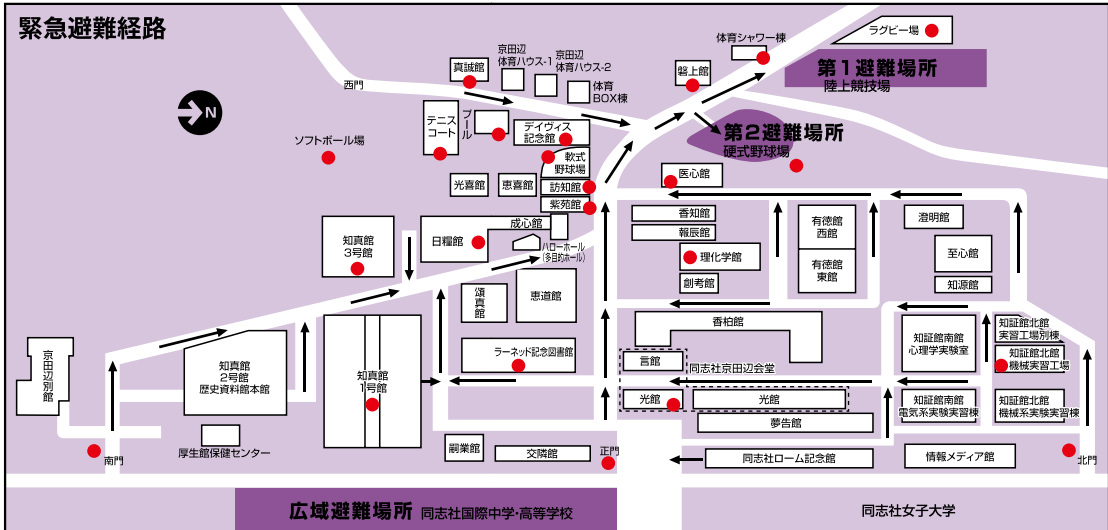 緊急避難経路
ラグビー場
体育シャワー棟
第1避難場所
陸上競技場
京田辺
体育ハウス-1
京田辺
体育ハウス-2
真誠館
磐上館
西門
体育
BOX棟
N
テニス
コート
プール
デイヴィス
記念館
第2避難場所
硬式野球場
ソフトボール場
軟式
野球場
医心館
光喜館
恵喜館
訪知館
紫苑館
香知館
報辰館
有徳館
西館
澄明館
知真館
3号館
日糧館
成心館
ハローホール
(多目的ホール)
理化学館
有徳館
東館
至心館
創考館
知源館
頌真館
恵道館
香柏館
知証館南館
心理学実験室
知証館北館
実習工場別棟
知証館北館
機械実習工場
京田辺別館
知真館
2号館
歴史資料館本館
知真館
1号館
ラーネッド記念図書館
言館
同志社京田辺会堂
光館
光館
知証館南館
電気系実験実習棟
知証館北館
機械系実験実習棟
夢告館
厚生館保健センター
嗣業館
交隣館
正門
同志社ローム記念館
情報メディア館
南門
北門
広域避難場所 同志社国際中学・高等学校
同志社女子大学